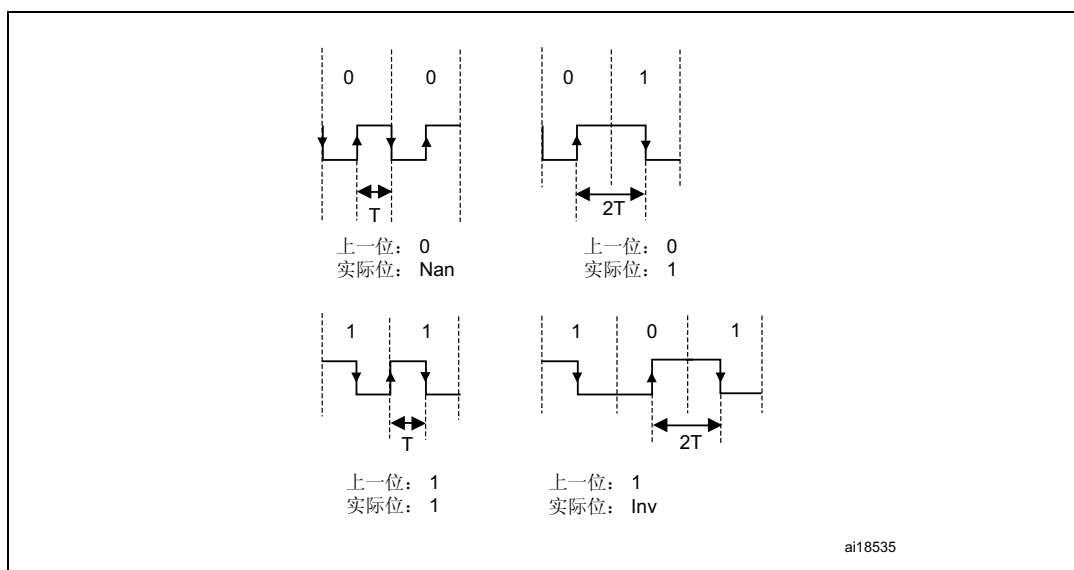 0 0
T
上一位： 0
实际位： Nan
0 1
2T
上一位： 0
实际位： 1
1 1
T
上一位： 1
实际位： 1
1 0 1
2T
上一位： 1
实际位： Inv
ai18535